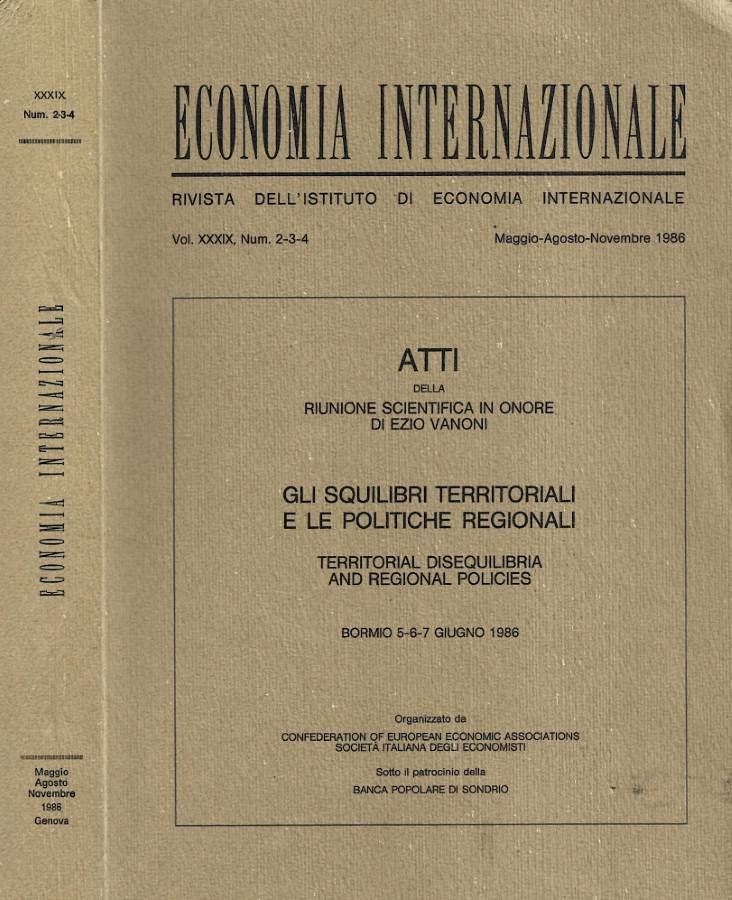 XXXIX
Num. 2-3-4
ECONOMIA INTERNAZIONALE
Maggio
Agosto
Novembre
1986
Genova
ECONOMIA INTERNAZIONALE
RIVISTA DELL'ISTITUTO DI ECONOMIA INTERNAZIONALE
Vol. XXXIX, Num. 2-3-4 Maggio-Agosto-Novembre 1986
ATTI
DELLA
RIUNIONE SCIENTIFICA IN ONORE
DI EZIO VANONI
GLI SQUILIBRI TERRITORIALI
E LE POLITICHE REGIONALI
TERRITORIAL DISEQUILIBRIA
AND REGIONAL POLICIES
BORMIO 5-6-7 GIUGNO 1986
Organizzato da
CONFEDERATION OF EUROPEAN ECONOMIC ASSOCIATIONS
SOCIETÀ ITALIANA DEGLI ECONOMISTI
Sotto il patrocinio della
BANCA POPOLARE DI SONDRIO